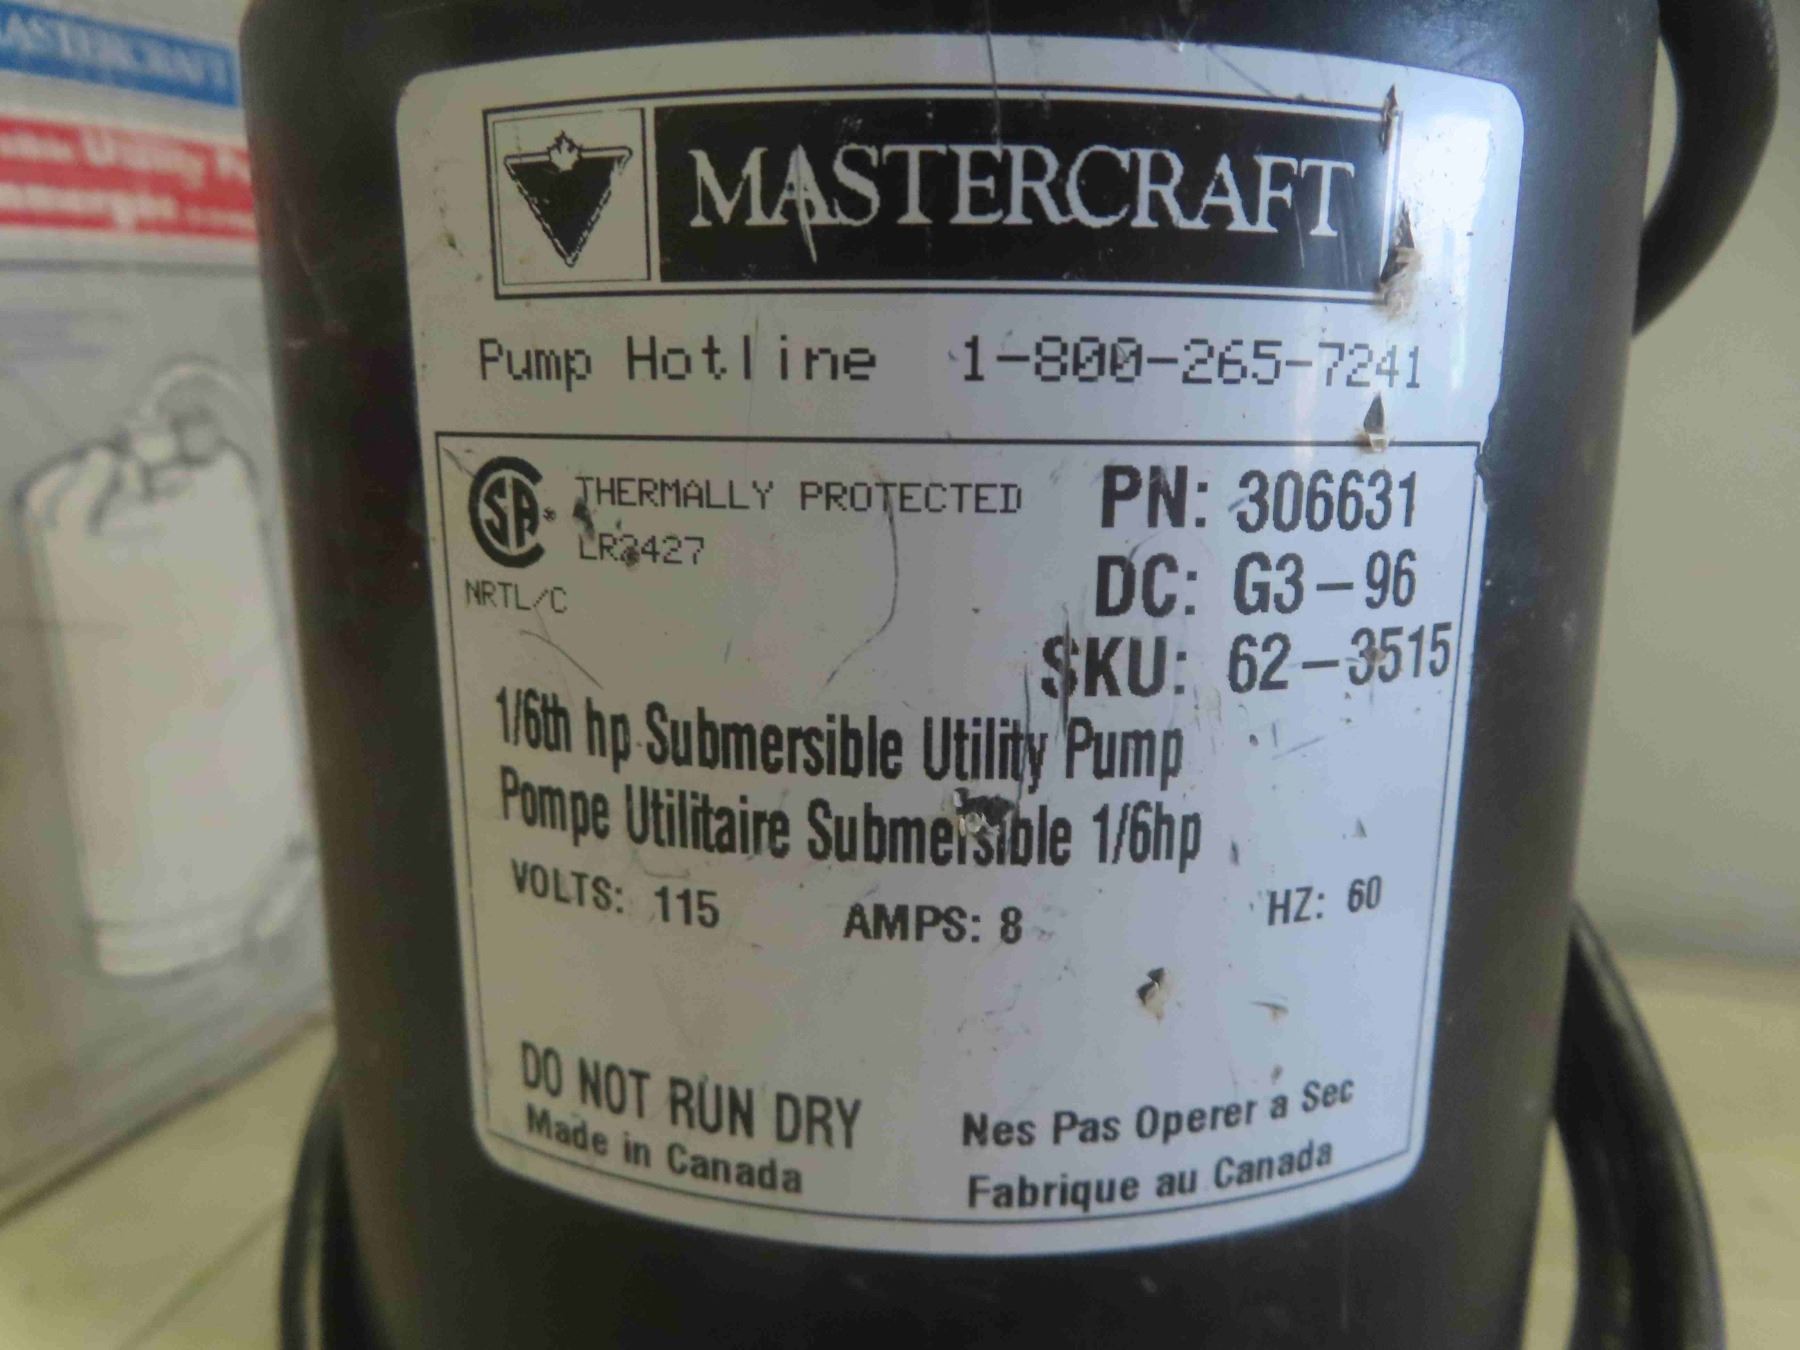 MASTERCRAFT
Utility
MASTERCRAFT
Pump Hotline 1-800-265-7241
CSA ® THERMALLY PROTECTED
LR2427
NRTL/C
PN: 306631
DC: G3-96
SKU: 62-3515
1/6th hp Submersible Utility Pump
Pompe Utilitaire Submersible 1/6hp
VOLTS: 115 AMPS: 8 HZ: 60
DO NOT RUN DRY Nes Pas Operer a Sec
Made in Canada Fabrique au Canada